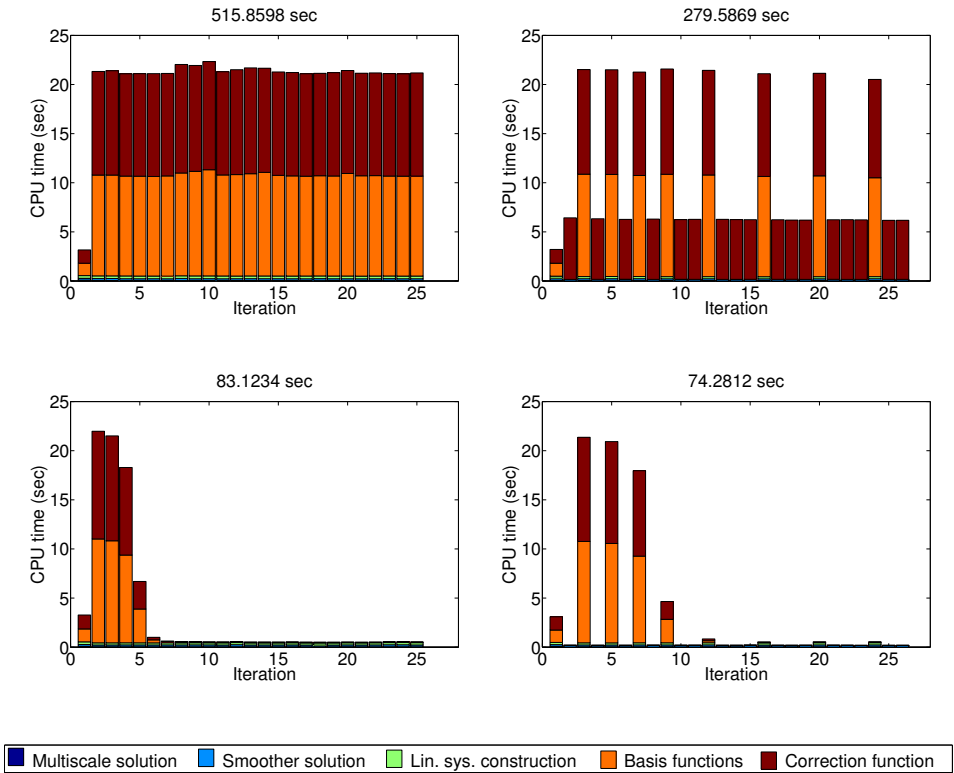 515.8598 sec
25
20
15
10
5
0
CPU time (sec)
0 5 10 15 20 25
Iteration
279.5869 sec
25
20
15
10
5
0
CPU time (sec)
0 5 10 15 20 25
Iteration
83.1234 sec
25
20
15
10
5
0
CPU time (sec)
0 5 10 15 20 25
Iteration
74.2812 sec
25
20
15
10
5
0
CPU time (sec)
0 5 10 15 20 25
Iteration
Multiscale solution Smoother solution Lin. sys. construction Basis functions Correction function